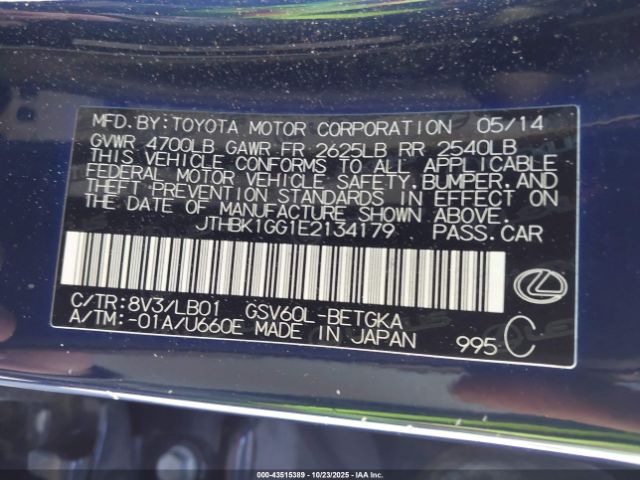 MFD.BY:TOYOTA MOTOR CORPORATION 05/14
GVWR 4700LB GAWR FR 2625LB RR 2540LB
THIS VEHICLE CONFORMS TO ALL APPLICABLE
FEDERAL MOTOR VEHICLE SAFETY,BUMPER,AND
THEFT PREVENTION STANDARDS IN EFFECT ON
THE DATE OF MANUFACTURE SHOWN ABOVE.
JTHBK1GG1E2134179 PASS.CAR
C/TR:8V3/LB01 GSV60L-BETGKA
A/TM:-01A/U660E MADE IN JAPAN 995 C
** OWNER: 43515389 | 10/23/2025 | IAA Inc. **